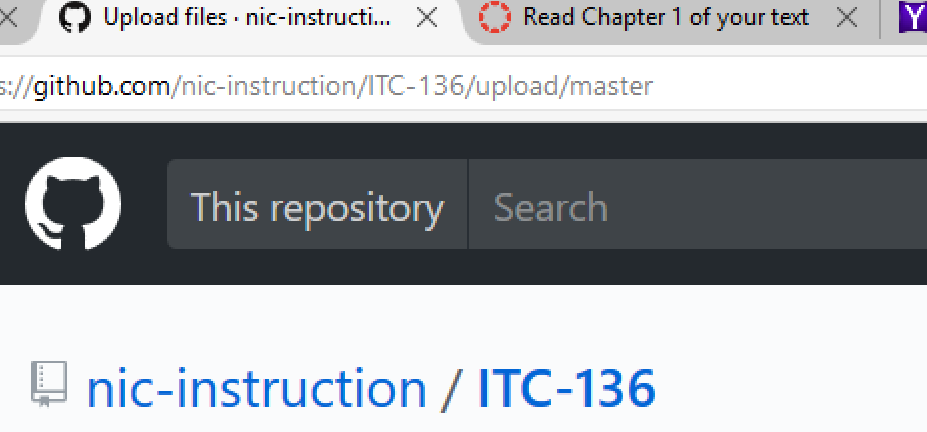 Upload files · nic-instructi...
Read Chapter 1 of your text
Y
s://github.com/nic-instruction/ITC-136/upload/master
This repository
Search
nic-instruction / ITC-136